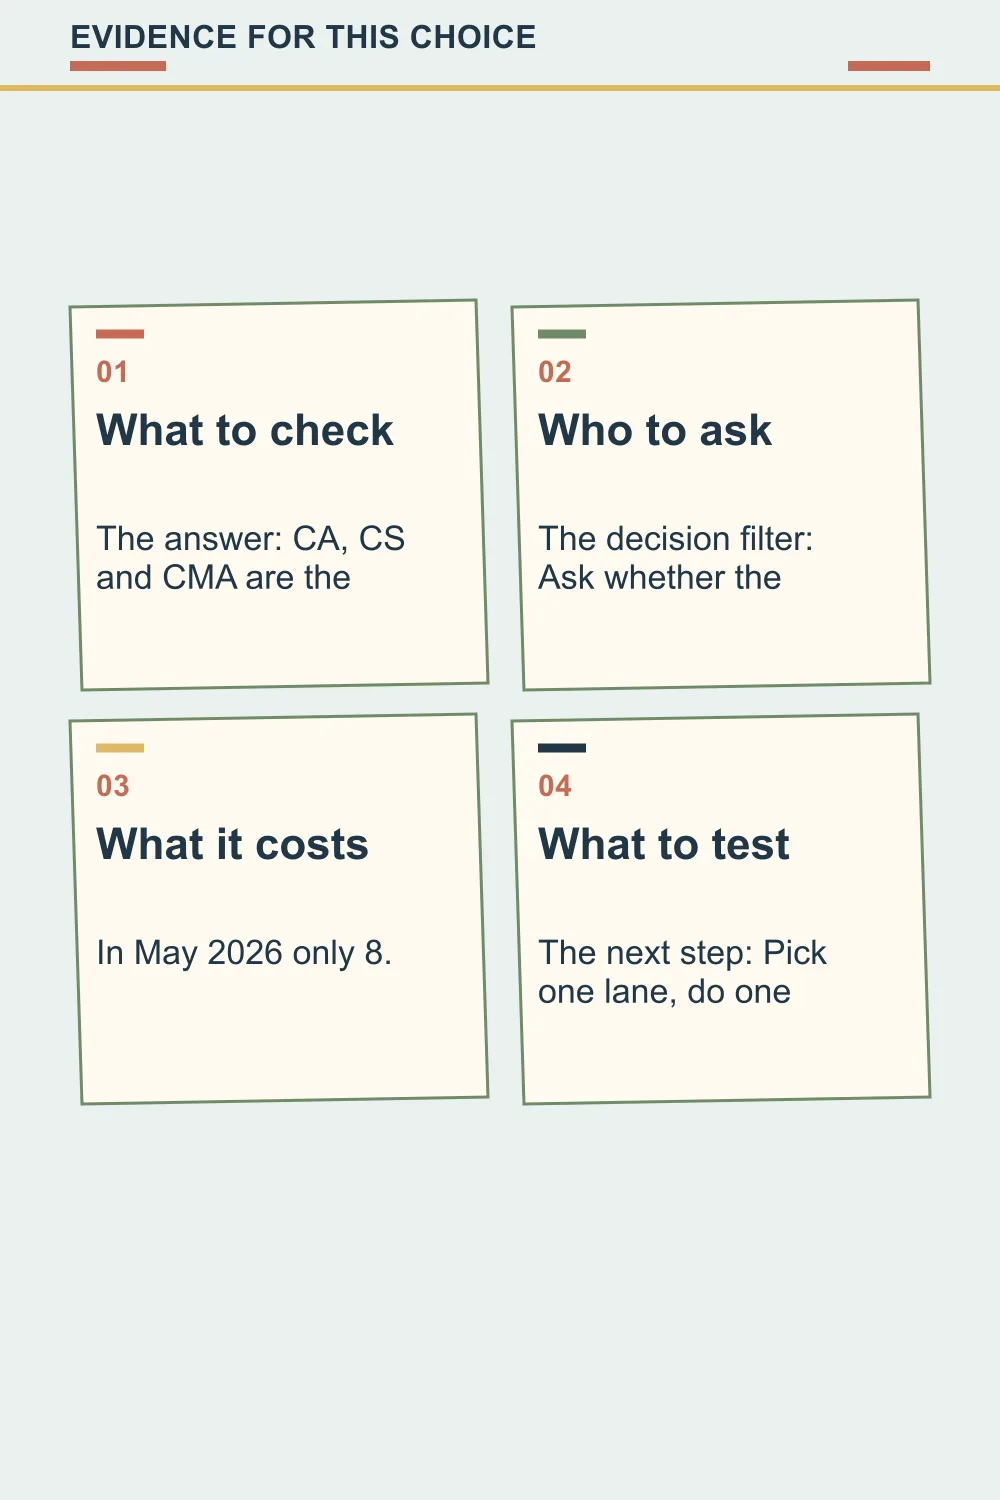 EVIDENCE FOR THIS CHOICE
01
What to check
The answer: CA, CS
and CMA are the
02
Who to ask
The decision filter:
Ask whether the
03
What it costs
In May 2026 only 8.
04
What to test
The next step: Pick
one lane, do one